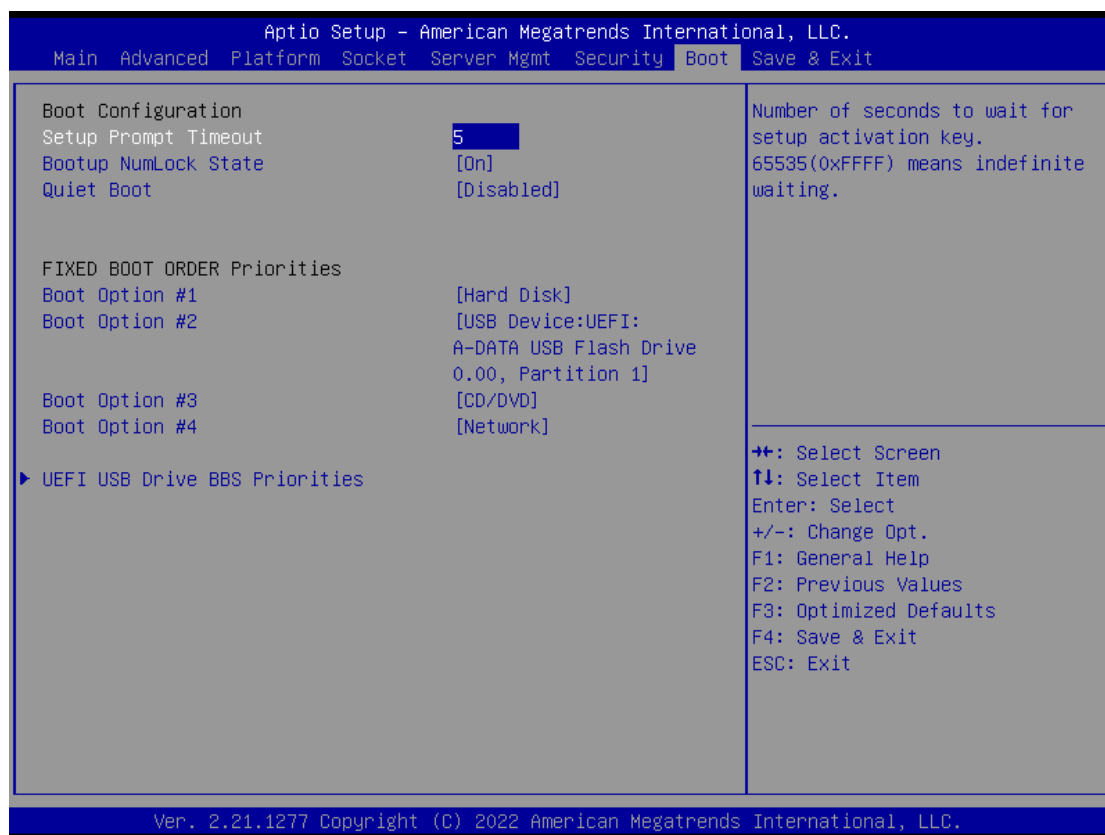 Aptio Setup – American Megatrends International, LLC.
Main Advanced Platform Socket Server Mgmt Security Boot Save & Exit
Boot Configuration
Setup Prompt Timeout 5
Bootup NumLock State [On]
Quiet Boot [Disabled]
FIXED BOOT ORDER Priorities
Boot Option #1 [Hard Disk]
Boot Option #2 [USB Device:UEFI:
A-DATA USB Flash Drive
0.00, Partition 1]
Boot Option #3 [CD/DVD]
Boot Option #4 [Network]
UEFI USB Drive BBS Priorities
Number of seconds to wait for
setup activation key.
65535(0xFFFF) means indefinite
waiting.
→←: Select Screen
↑↓: Select Item
Enter: Select
+/-: Change Opt.
F1: General Help
F2: Previous Values
F3: Optimized Defaults
F4: Save & Exit
ESC: Exit
Ver. 2.21.1277 Copyright (C) 2022 American Megatrends International, LLC.